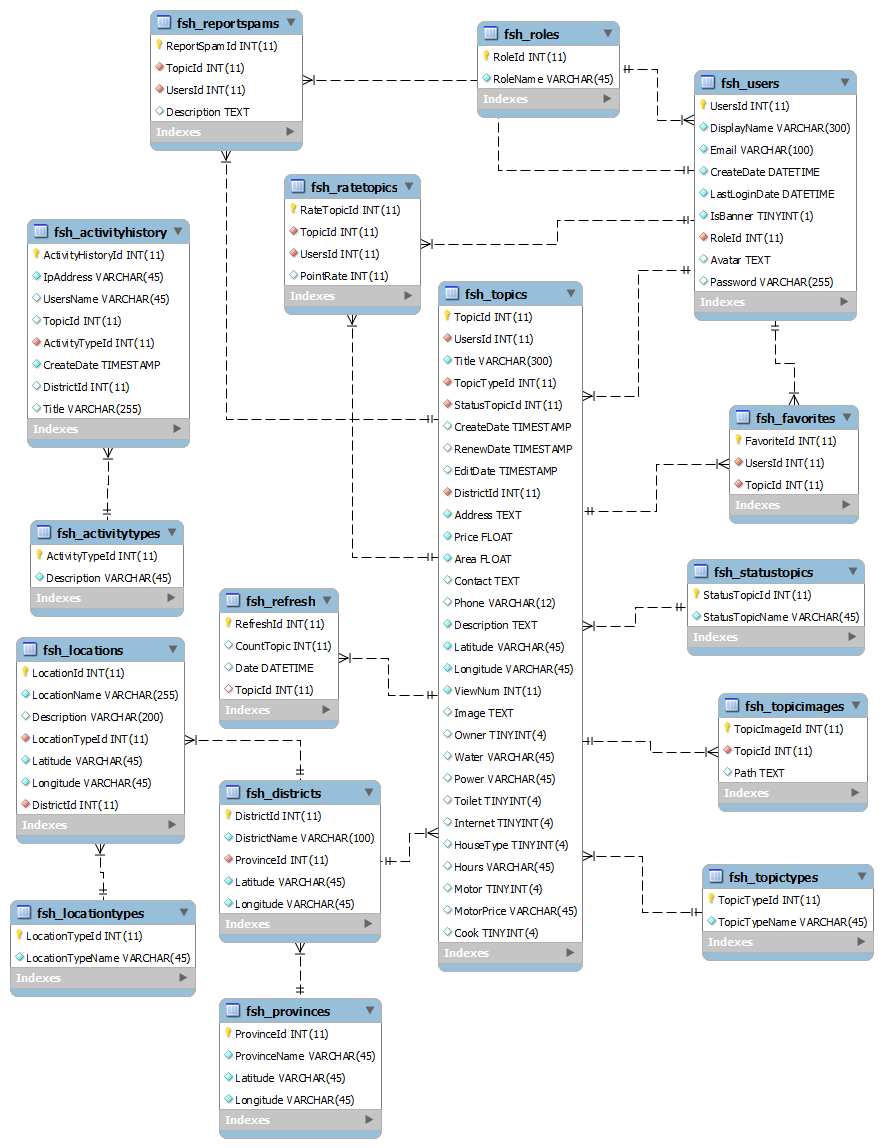 fsh_reportspams
ReportSpamId INT(11)
TopicId INT(11)
UsersId INT(11)
Description TEXT
Indexes
fsh_roles
RoleId INT(11)
RoleName VARCHAR(45)
Indexes
fsh_users
UsersId INT(11)
DisplayName VARCHAR(300)
Email VARCHAR(100)
CreateDate DATETIME
LastLoginDate DATETIME
IsBanner TINYINT(1)
RoleId INT(11)
Avatar TEXT
Password VARCHAR(255)
Indexes
fsh_ratetopics
RateTopicId INT(11)
TopicId INT(11)
UsersId INT(11)
PointRate INT(11)
Indexes
fsh_activityhistory
ActivityHistoryId INT(11)
IpAddress VARCHAR(45)
UsersName VARCHAR(45)
TopicId INT(11)
ActivityTypeId INT(11)
CreateDate TIMESTAMP
DistrictId INT(11)
Title VARCHAR(255)
Indexes
fsh_topics
TopicId INT(11)
UsersId INT(11)
Title VARCHAR(300)
TopicTypeId INT(11)
StatusTopicId INT(11)
CreateDate TIMESTAMP
RenewDate TIMESTAMP
EditDate TIMESTAMP
DistrictId INT(11)
Address TEXT
Price FLOAT
Area FLOAT
Contact TEXT
Phone VARCHAR(12)
Description TEXT
Latitude VARCHAR(45)
Longitude VARCHAR(45)
ViewNum INT(11)
Image TEXT
Owner TINYINT(4)
Water VARCHAR(45)
Power VARCHAR(45)
Toilet TINYINT(4)
Internet TINYINT(4)
HouseType TINYINT(4)
Hours VARCHAR(45)
Motor TINYINT(4)
MotorPrice VARCHAR(45)
Cook TINYINT(4)
Indexes
fsh_favorites
FavoriteId INT(11)
UsersId INT(11)
TopicId INT(11)
Indexes
fsh_activitytypes
ActivityTypeId INT(11)
Description VARCHAR(45)
Indexes
fsh_statustopics
StatusTopicId INT(11)
StatusTopicName VARCHAR(45)
Indexes
fsh_refresh
RefreshId INT(11)
CountTopic INT(11)
Date DATETIME
TopicId INT(11)
Indexes
fsh_locations
LocationId INT(11)
LocationName VARCHAR(255)
Description VARCHAR(200)
LocationTypeId INT(11)
Latitude VARCHAR(45)
Longitude VARCHAR(45)
DistrictId INT(11)
Indexes
fsh_topicimages
TopicImageId INT(11)
TopicId INT(11)
Path TEXT
Indexes
fsh_districts
DistrictId INT(11)
DistrictName VARCHAR(100)
ProvinceId INT(11)
Latitude VARCHAR(45)
Longitude VARCHAR(45)
Indexes
fsh_topictypes
TopicTypeId INT(11)
TopicTypeName VARCHAR(45)
Indexes
fsh_locationtypes
LocationTypeId INT(11)
LocationTypeName VARCHAR(45)
Indexes
fsh_provinces
ProvinceId INT(11)
ProvinceName VARCHAR(45)
Latitude VARCHAR(45)
Longitude VARCHAR(45)
Indexes